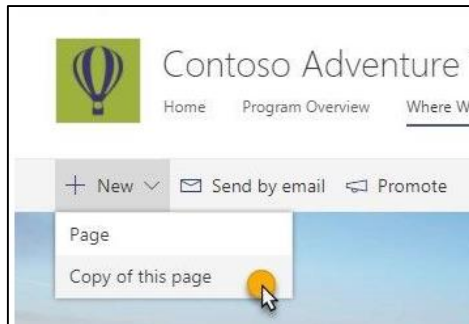 Contoso Adventure
Home Program Overview Where W
New Send by email Promote
Page
Copy of this page